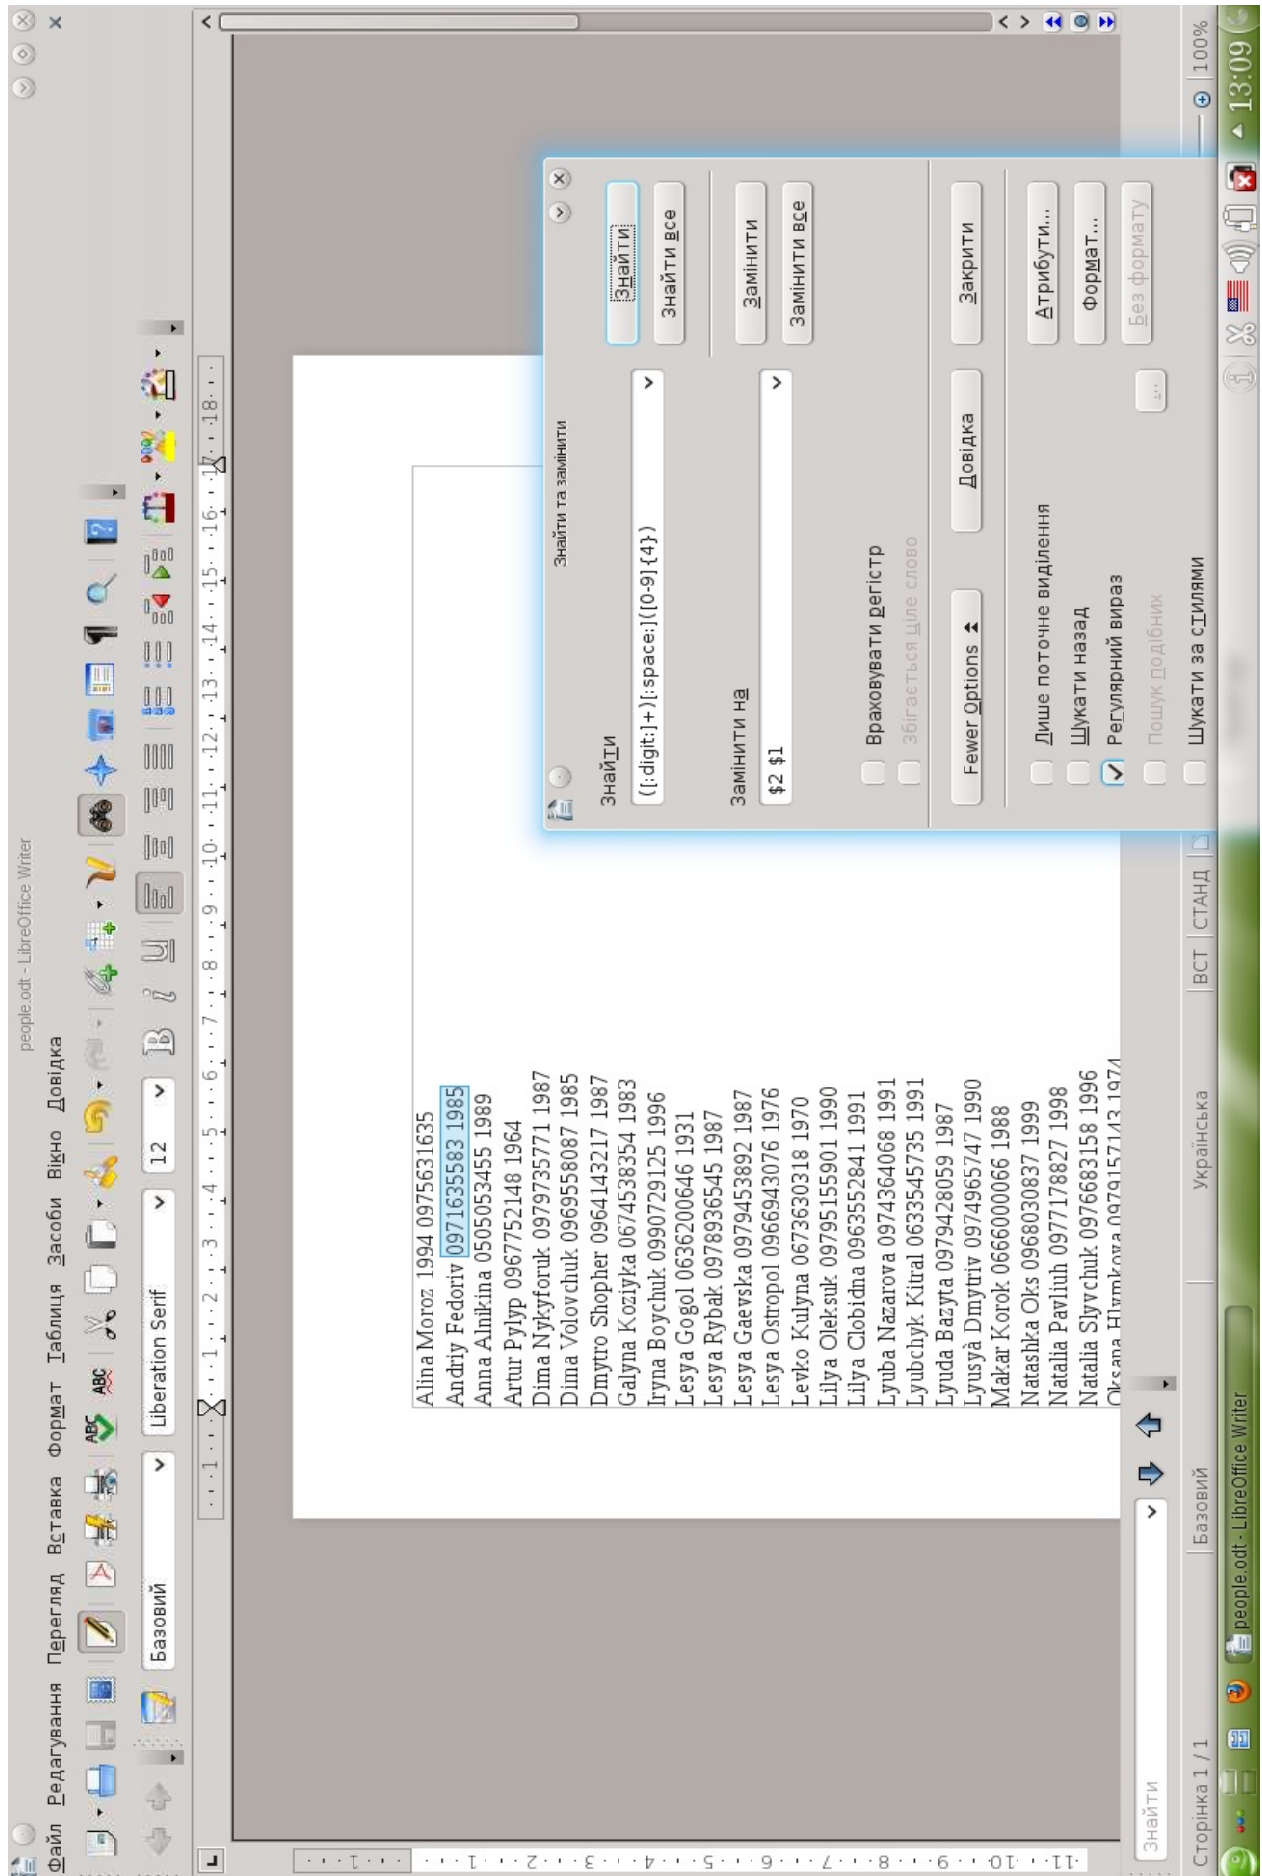 people.odt - LibreOffice Writer
Файл Редагування Перегляд Вставка Формат Таблиця Засоби Вікно Довідка
Базовий Liberation Serif 12
Alina Moroz 1994 0975631635
Andriy Fedoriv 0971635583 1985
Anna Alnikina 0505053455 1989
Artur Pylyp 0967752148 1964
Dima Nykyforuk 0979735771 1987
Dima Volovchuk 0969558087 1985
Dmytro Shopher 0964143217 1987
Galyna Koziyka 0674538354 1983
Iryna Boychuk 0990729125 1996
Lesya Gogol 0636200646 1931
Lesya Rybak 0978936545 1987
Lesya Gaevska 0979453892 1987
Lesya Ostropol 0966943076 1976
Levko Kulyna 0673630318 1970
Lilya Oleksuk 0979515590​1 1990
Lilya Clobidna 0963552841 1991
Lyuba Nazarova 0974364068 1991
Lyubchyk Kitral 0633545735 1991
Lyuda Bazyta 0979428059 1987
Lyusyà Dmytriv 0974965747 1990
Makar Korok 0666000066 1988
Natashka Oks 0968030837 1999
Natalia Pavliuh 0977178827 1998
Natalia Slyvchuk 0976683158 1996
Oksana Hlymkova 0979157143 1974
Знайти та замінити
Знайти
([:digit:]+)[:space:]([0-9]{4})
Знайти
Знайти все
Замінити на
$2 $1
Замінити
Замінити все
Враховувати регістр
Збігається ціле слово
Fewer options Довідка Закрити
Лише поточне виділення
Шукати назад
Регулярний вираз
Пошук подібних
Шукати за стилями
Атрибути...
Формат...
Без формату
...
Знайти
Сторінка 1 / 1 Базовий Українська ВСТ СТАНД 100%
people.odt - LibreOffice Writer 13:09